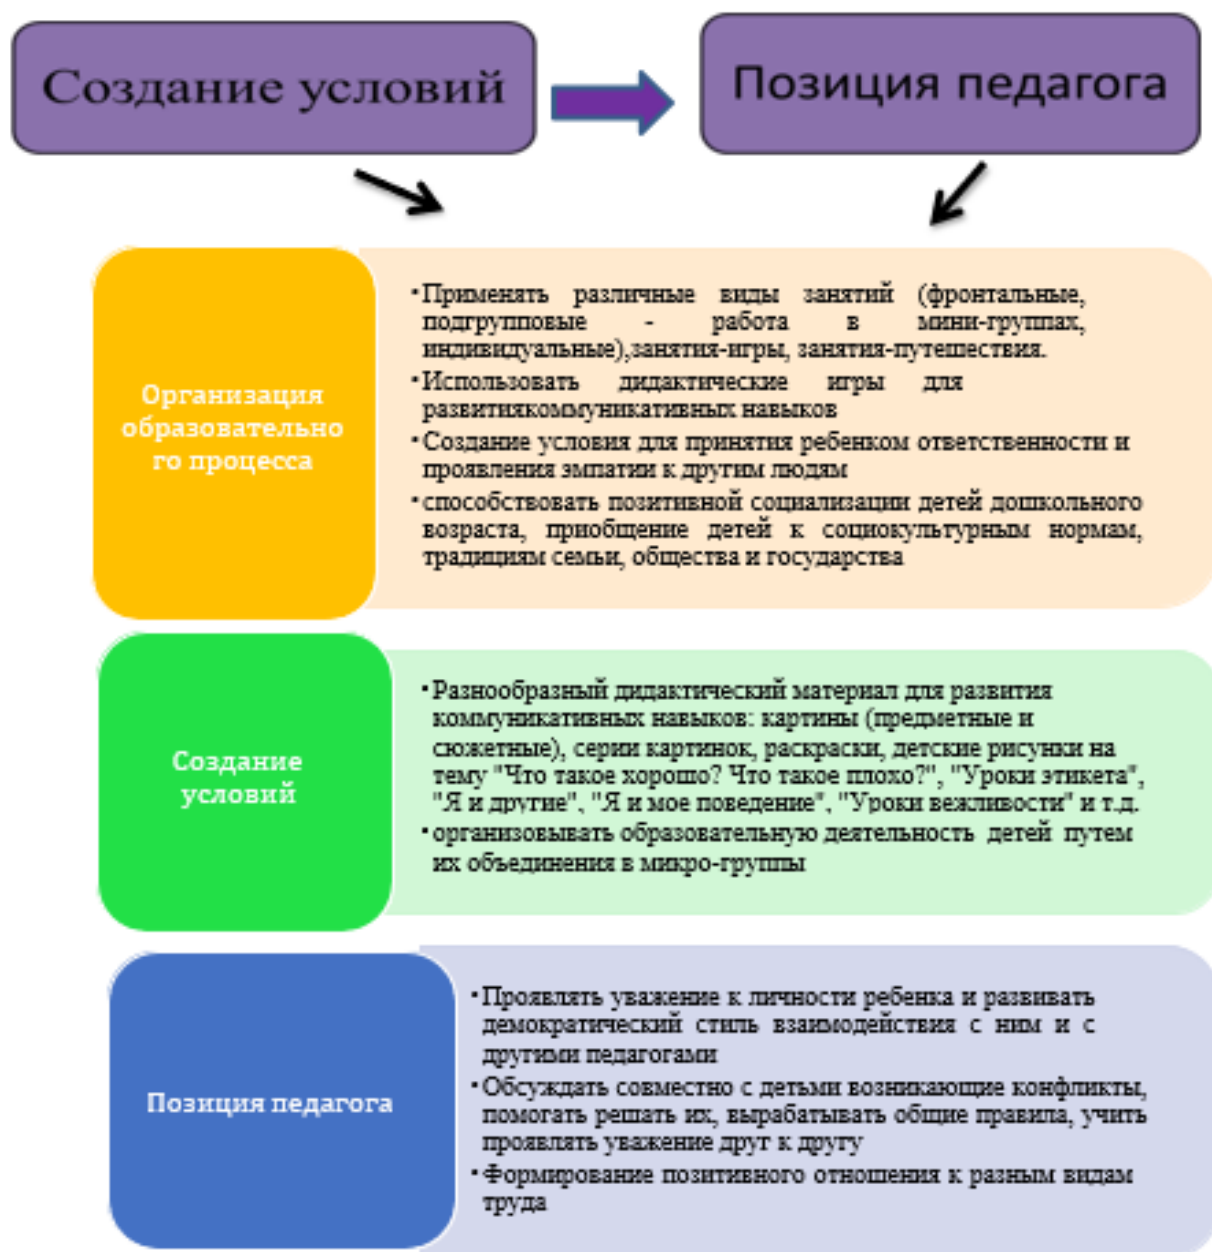 Создание условий
Позиция педагога
Организация
образовательно
го процесса
•Применять различные виды занятий (фронтальные,
подгрупповые - работа в мини-группах,
индивидуальные),занятия-игры, занятия-путешествия.
•Использовать дидактические игры для
развитиякоммуникативных навыков
•Создание условия для принятия ребенком ответственности и
проявления эмпатии к другим людям
•способствовать позитивной социализации детей дошкольного
возраста, приобщение детей к социокультурным нормам,
традициям семьи, общества и государства
Создание
условий
•Разнообразный дидактический материал для развития
коммуникативных навыков: картины (предметные и
сюжетные), серии картинок, раскраски, детские рисунки на
тему "Что такое хорошо? Что такое плохо?", "Уроки этикета",
"Я и другие", "Я и мое поведение", "Уроки вежливости" и т.д.
•организовывать образовательную деятельность детей путем
их объединения в микро-группы
Позиция педагога
•Проявлять уважение к личности ребенка и развивать
демократический стиль взаимодействия с ним и с
другими педагогами
•Обсуждать совместно с детьми возникающие конфликты,
помогать решать их, вырабатывать общие правила, учить
проявлять уважение друг к другу
•Формирование позитивного отношения к разным видам
труда